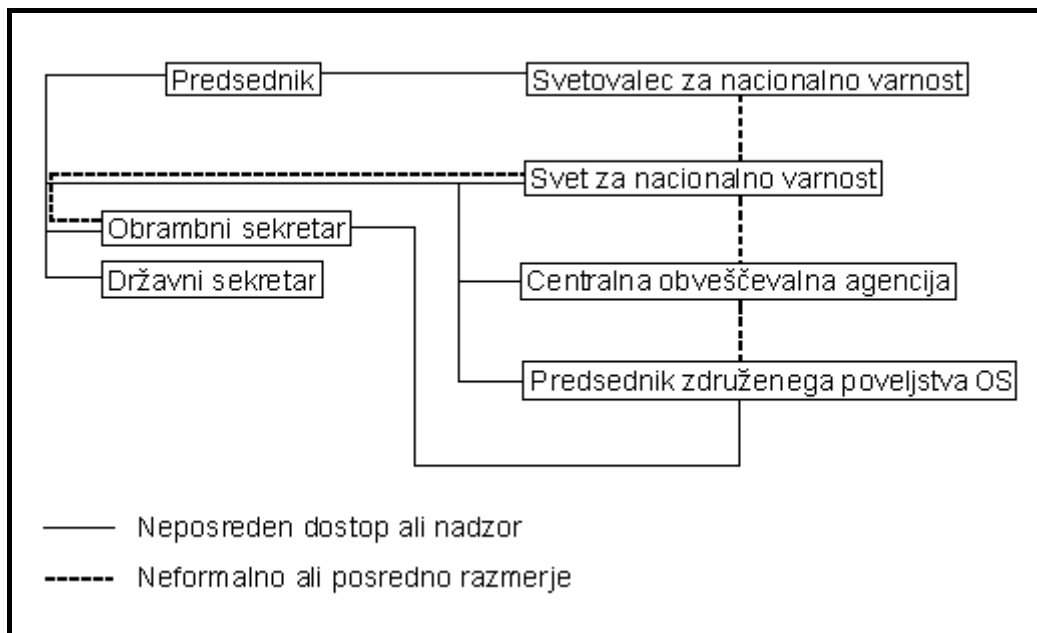 Predsednik
Svetovalec za nacionalno varnost
Svet za nacionalno varnost
Obrambni sekretar
Državni sekretar
Centralna obveščevalna agencija
Predsednik združenega poveljstva OS
Neposreden dostop ali nadzor
Neformalno ali posredno razmerje